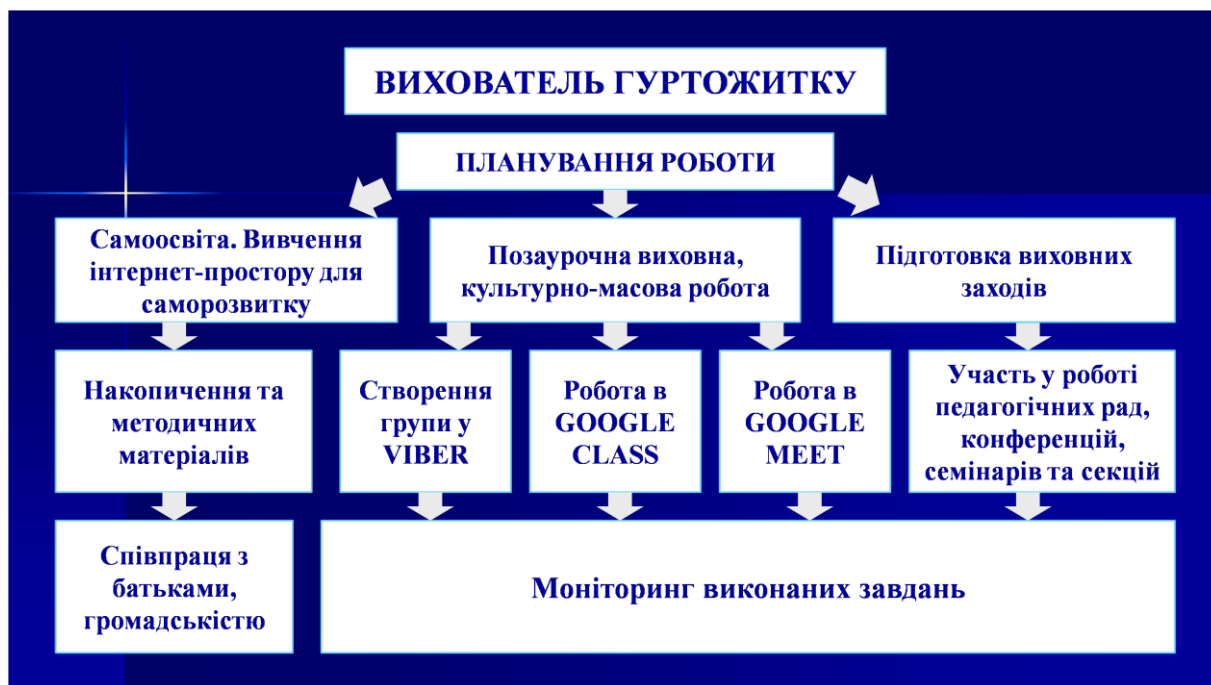 ВИХОВАТЕЛЬ ГУРТОЖИТКУ
ПЛАНУВАННЯ РОБОТИ
Самоосвіта. Вивчення
інтернет-простору для
саморозвитку
Позаурочна виховна,
культурно-масова робота
Підготовка виховних
заходів
Накопичення та
методичних
матеріалів
Створення
групи у
VIBER
Робота в
GOOGLE
CLASS
Робота в
GOOGLE
MEET
Участь у роботі
педагогічних рад,
конференцій,
семінарів та секцій
Співпраця з
батьками,
громадськістю
Моніторинг виконаних завдань